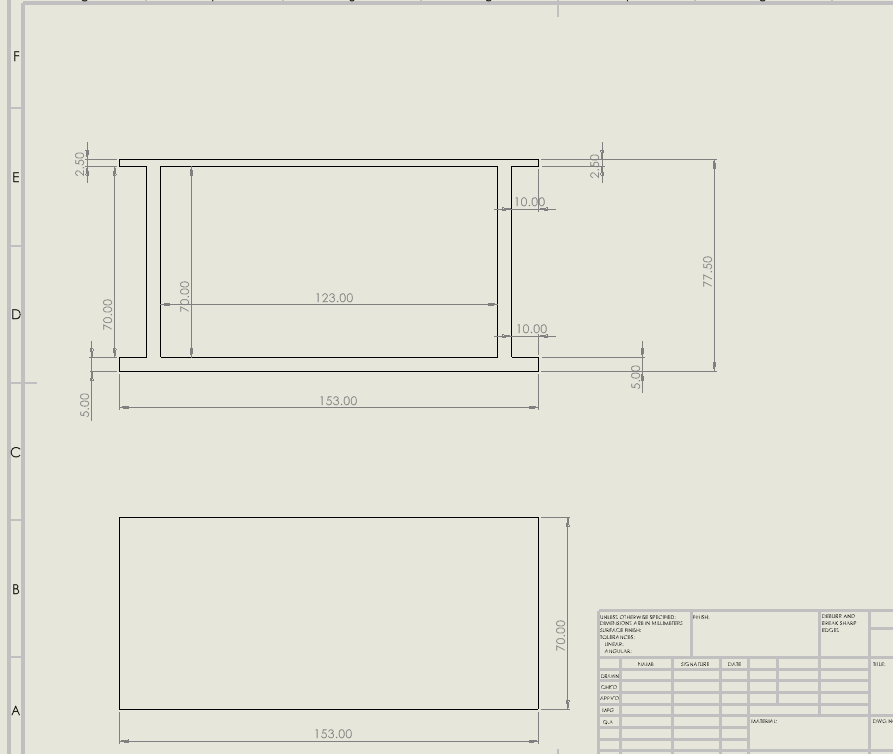 F
2.50
2.50
E
10.00
70.00
123.00
70.00
77.50
D
10.00
5.00
5.00
153.00
C
B
70.00
153.00
A
UNLESS OTHERWISE SPECIFIED:
DIMENSIONS ARE IN MILLIMETERS
SURFACE FINISH:
TOLERANCES:
LINEAR:
ANGULAR:
FINISH:
DEBURR AND
BREAK SHARP
EDGES
NAME
SIGNATURE
DATE
TITLE:
DRAWN
CHK'D
APPV'D
MFG
Q.A
MATERIAL: